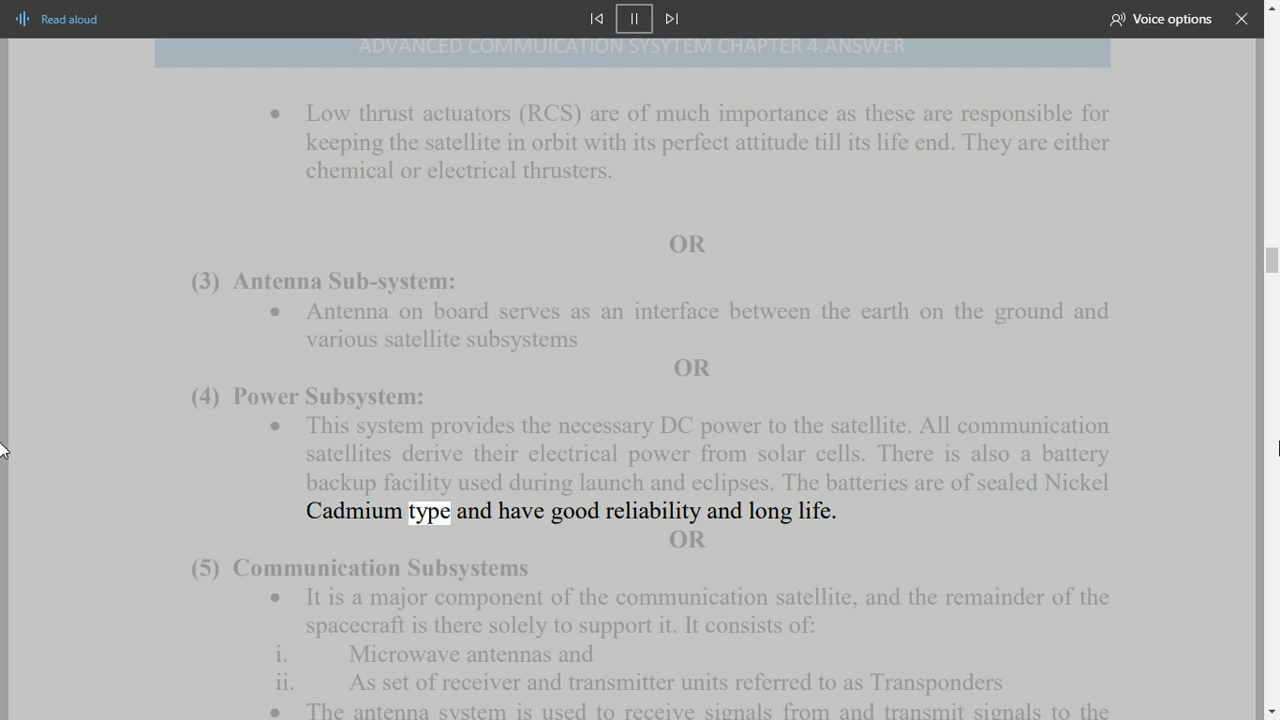 Read aloud
Voice options
ADVANCED COMMUICATION SYSYTEM CHAPTER 4.ANSWER
• Low thrust actuators (RCS) are of much importance as these are responsible for
keeping the satellite in orbit with its perfect attitude till its life end. They are either
chemical or electrical thrusters.
OR
(3) Antenna Sub-system:
• Antenna on board serves as an interface between the earth on the ground and
various satellite subsystems
OR
(4) Power Subsystem:
• This system provides the necessary DC power to the satellite. All communication
satellites derive their electrical power from solar cells. There is also a battery
backup facility used during launch and eclipses. The batteries are of sealed Nickel
Cadmium type and have good reliability and long life.
OR
(5) Communication Subsystems
• It is a major component of the communication satellite, and the remainder of the
spacecraft is there solely to support it. It consists of:
i. Microwave antennas and
ii. As set of receiver and transmitter units referred to as Transponders
• The antenna system is used to receive signals from and transmit signals to the